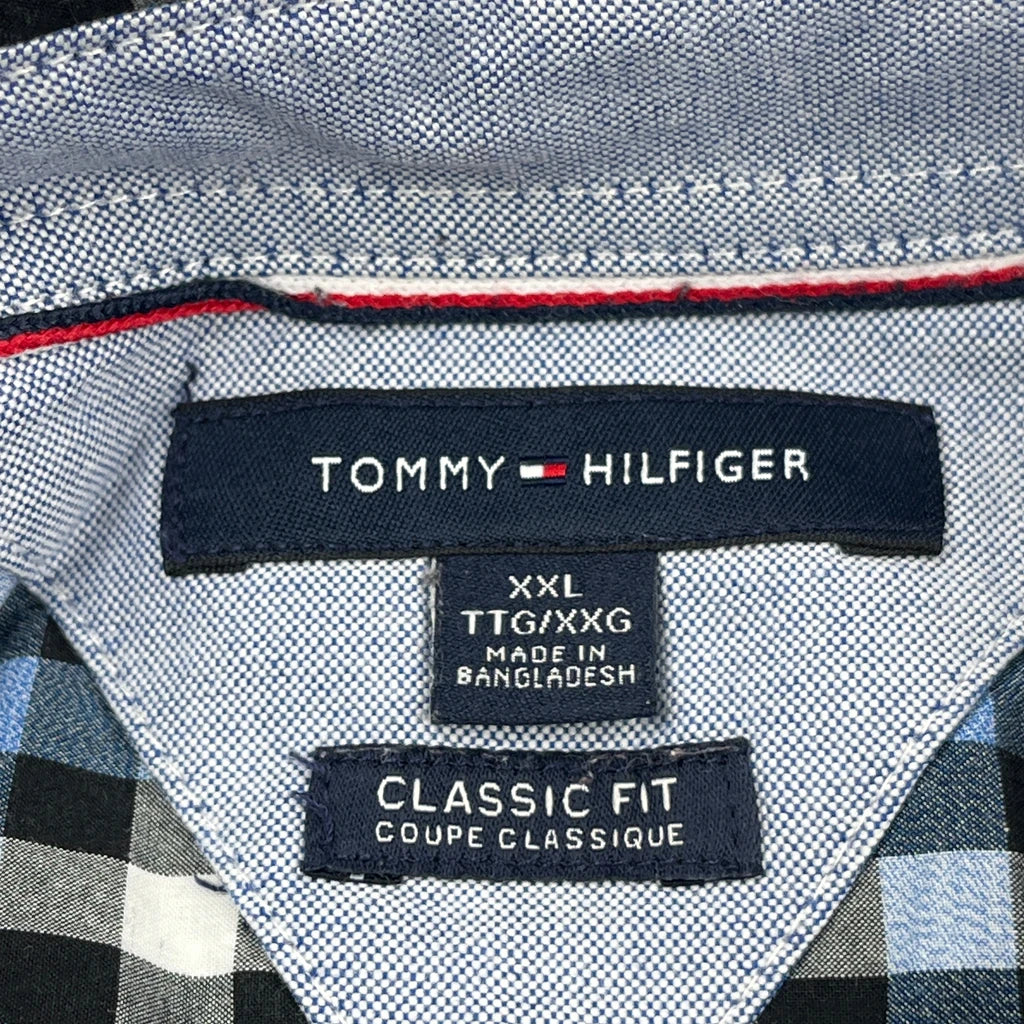 TOMMY HILFIGER
XXL
TTG/XXG
MADE IN
BANGLADESH
CLASSIC FIT
COUPE CLASSIQUE